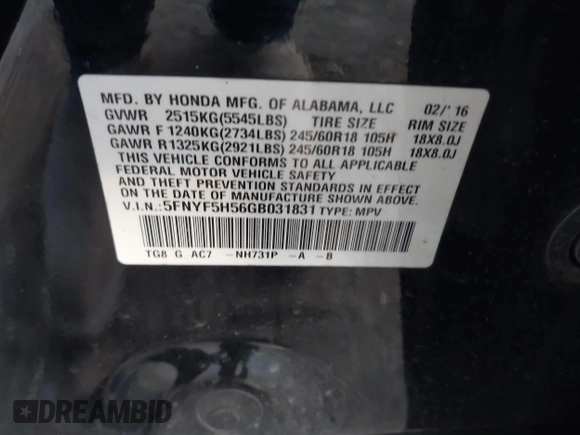 MFD. BY HONDA MFG. OF ALABAMA, LLC 02/'16
GVWR 2515KG(5545LBS) TIRE SIZE RIM SIZE
GAWR F 1240KG(2734LBS) 245/60R18 105H 18X8.0J
GAWR R1325KG(2921LBS) 245/60R18 105H 18X8.0J
THIS VEHICLE CONFORMS TO ALL APPLICABLE
FEDERAL MOTOR VEHICLE SAFETY
AND THEFT PREVENTION STANDARDS IN EFFECT
ON THE DATE OF MANUFACTURE SHOWN ABOVE.
V.I.N.:5FNYF5H56GB031831 TYPE: MPV
TG8 G AC7 -NH731P -A -B
DREAMBID